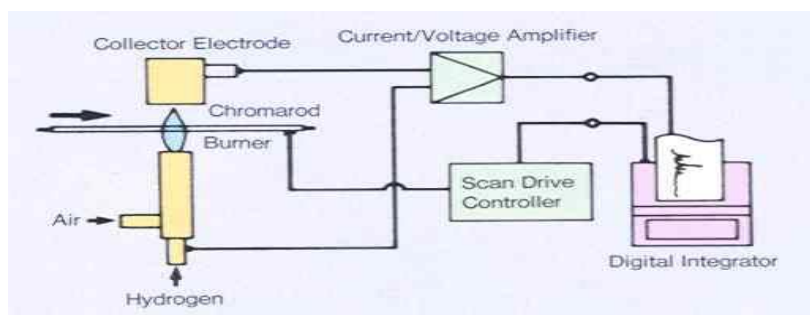 Collector Electrode
Current/Voltage Amplifier
Chromarod
Burner
Air
Hydrogen
Scan Drive
Controller
Digital Integrator